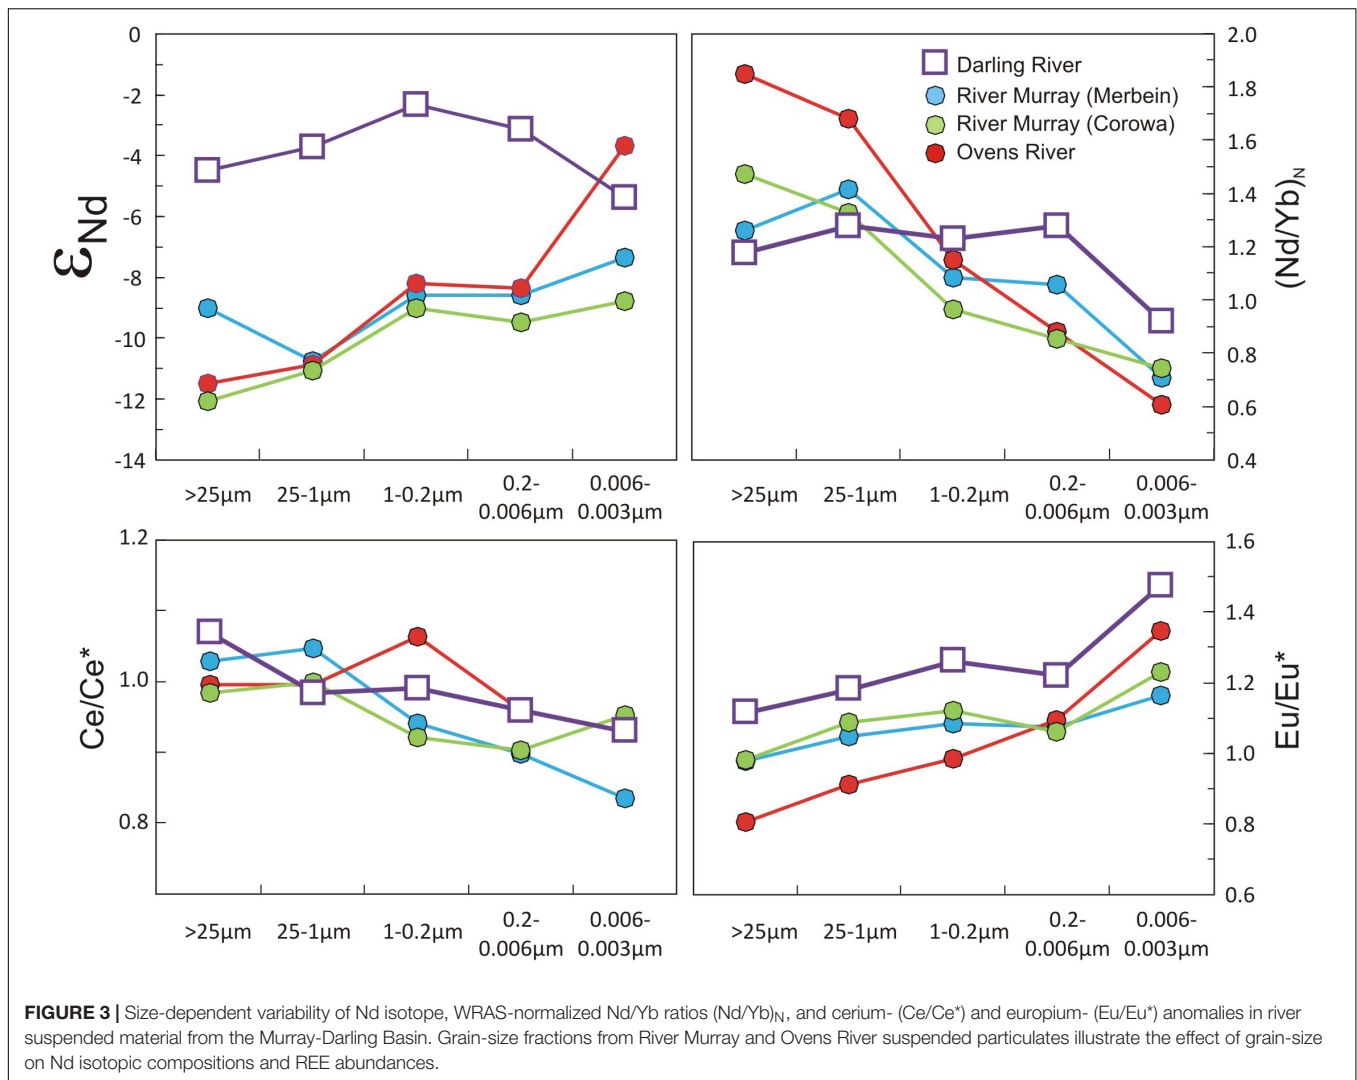 0
-2
-4
-6
-8
-10
-12
-14
εNd
>25µm
25-1µm
1-0.2µm
0.2-
0.006µm
0.006-
0.003µm
Darling River
River Murray (Merbein)
River Murray (Corowa)
Ovens River
2.0
1.8
1.6
1.4
1.2
1.0
0.8
0.6
0.4
(Nd/Yb)N
>25µm
25-1µm
1-0.2µm
0.2-
0.006µm
0.006-
0.003µm
1.2
1.0
0.8
Ce/Ce*
>25µm
25-1µm
1-0.2µm
0.2-
0.006µm
0.006-
0.003µm
1.6
1.4
1.2
1.0
0.8
0.6
Eu/Eu*
>25µm
25-1µm
1-0.2µm
0.2-
0.006µm
0.006-
0.003µm
FIGURE 3 | Size-dependent variability of Nd isotope, WRAS-normalized Nd/Yb ratios (Nd/Yb)N, and cerium- (Ce/Ce*) and europium- (Eu/Eu*) anomalies in river
suspended material from the Murray-Darling Basin. Grain-size fractions from River Murray and Ovens River suspended particulates illustrate the effect of grain-size
on Nd isotopic compositions and REE abundances.